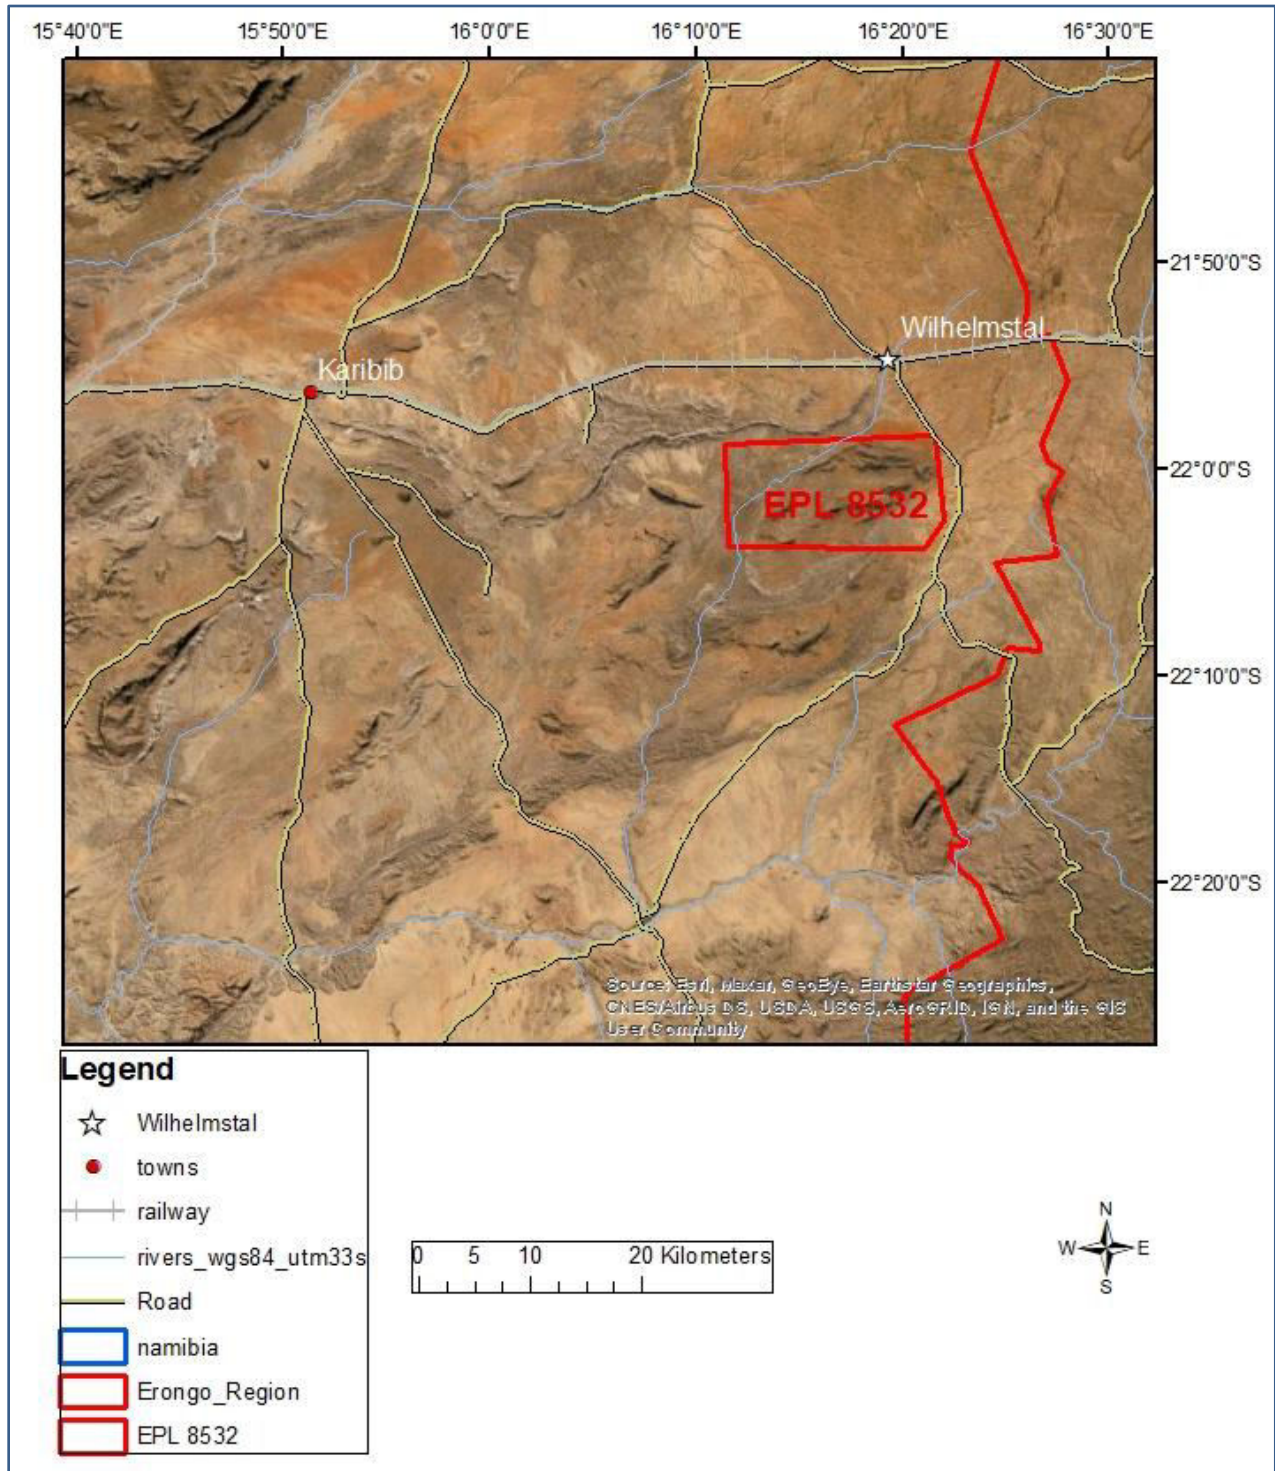 15°40'0"E 15°50'0"E 16°0'0"E 16°10'0"E 16°20'0"E 16°30'0"E
21°50'0"S
Wilhelmstal
Karibib
22°0'0"S
EPL 8532
22°10'0"S
22°20'0"S
Source: Esri, Maxar, GeoEye, Earthstar Geographics,
CNES/Airbus DS, USDA, USGS, AeroGRID, IGN, and the GIS
User Community
Legend
Wilhelmstal
towns
railway
rivers_wgs84_utm33s
Road
namibia
Erongo_Region
EPL 8532
0 5 10 20 Kilometers
N
W E
S